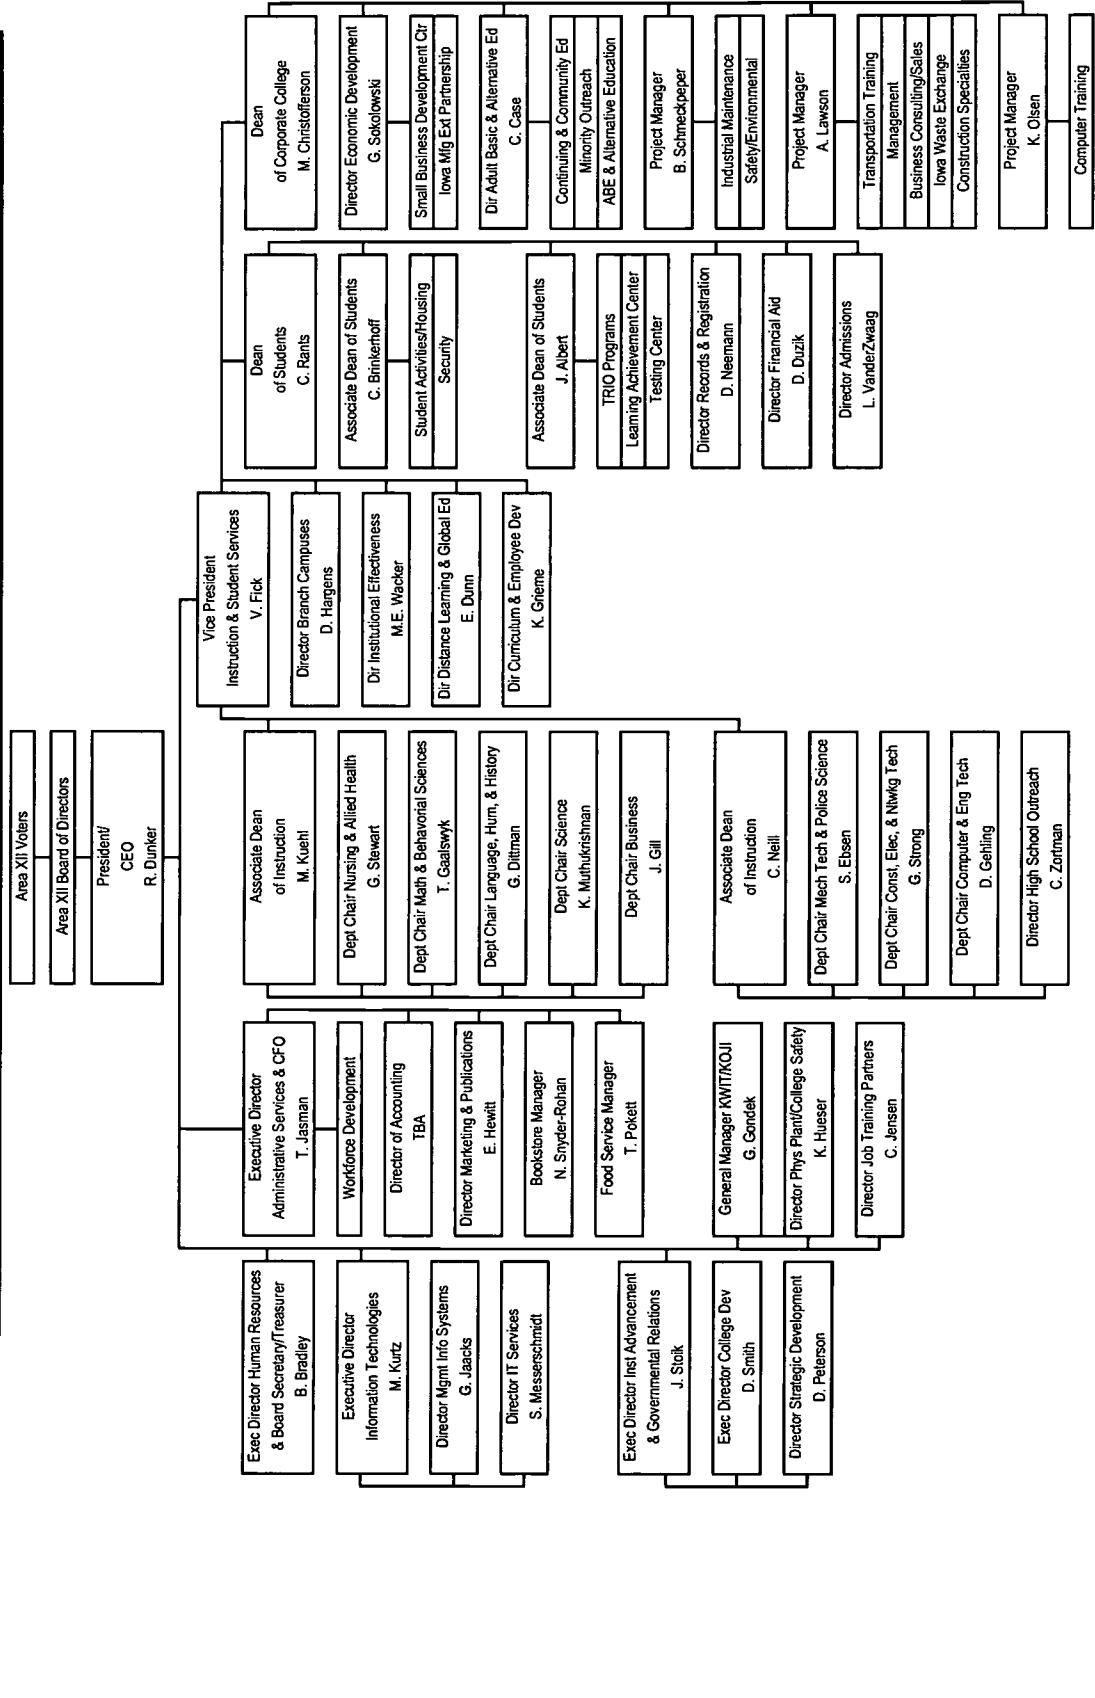 Area XII Voters
Area XII Board of Directors
President/
CEO
R. Dunker
Exec Director Human Resources
& Board Secretary/Treasurer
B. Bradley
Executive Director
Information Technologies
M. Kurtz
Director Mgmt Info Systems
G. Jaacks
Director IT Services
S. Messerschmidt
Exec Director Inst Advancement
& Governmental Relations
J. Stoik
Exec Director College Dev
D. Smith
Director Strategic Development
D. Peterson
Executive Director
Administrative Services & CFO
T. Jasman
Workforce Development
Director of Accounting
TBA
Director Marketing & Publications
E. Hewitt
Bookstore Manager
N. Snyder-Rohan
Food Service Manager
T. Pokett
General Manager KWIT/KOJI
G. Gondek
Director Phys Plant/College Safety
K. Hueser
Director Job Training Partners
C. Jensen
Associate Dean
of Instruction
M. Kuehl
Dept Chair Nursing & Allied Health
G. Stewart
Dept Chair Math & Behavorial Sciences
T. Gaalswyk
Dept Chair Language, Hum, & History
G. Dittman
Dept Chair Science
K. Muthukrishnan
Dept Chair Business
J. Gill
Associate Dean
of Instruction
C. Neill
Dept Chair Mech Tech & Police Science
S. Ebsen
Dept Chair Const, Elec, & Ntwkg Tech
G. Strong
Dept Chair Computer & Eng Tech
D. Gehling
Director High School Outreach
C. Zortman
Vice President
Instruction & Student Services
V. Fick
Director Branch Campuses
D. Hargens
Dir Institutional Effectiveness
M.E. Wacker
Dir Distance Learning & Global Ed
E. Dunn
Dir Curriculum & Employee Dev
K. Grieme
Dean
of Students
C. Rants
Associate Dean of Students
C. Brinkerhoff
Student Activities/Housing
Security
Associate Dean of Students
J. Albert
TRIO Programs
Learning Achievement Center
Testing Center
Director Records & Registration
D. Neemann
Director Financial Aid
D. Duzik
Director Admissions
L. VanderZwaag
Dean
of Corporate College
M. Christofferson
Director Economic Development
G. Sokolowski
Small Business Development Ctr
Iowa Mfg Ext Partnership
Dir Adult Basic & Alternative Ed
C. Case
Continuing & Community Ed
Minority Outreach
ABE & Alternative Education
Project Manager
B. Schmeckpeper
Industrial Maintenance
Safety/Environmental
Project Manager
A. Lawson
Transportation Training
Management
Business Consulting/Sales
Iowa Waste Exchange
Construction Specialties
Project Manager
K. Olsen
Computer Training